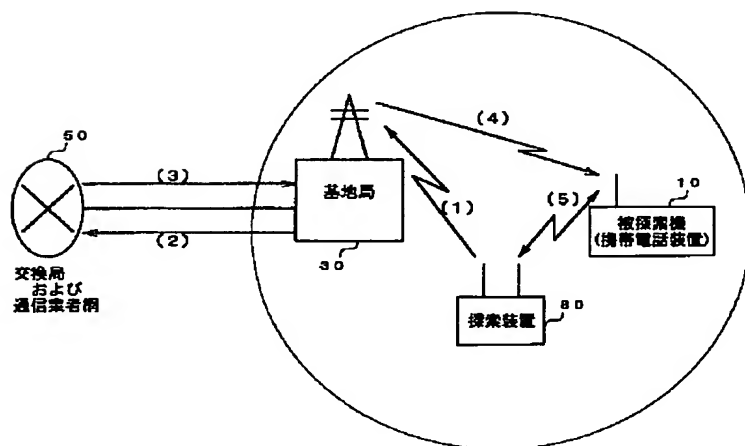 50
(3)
(2)
交換局
および
通信業者網
基地局
30
(4)
(1)
(5)
10
被探索機
(携帯電話装置)
探索装置
80